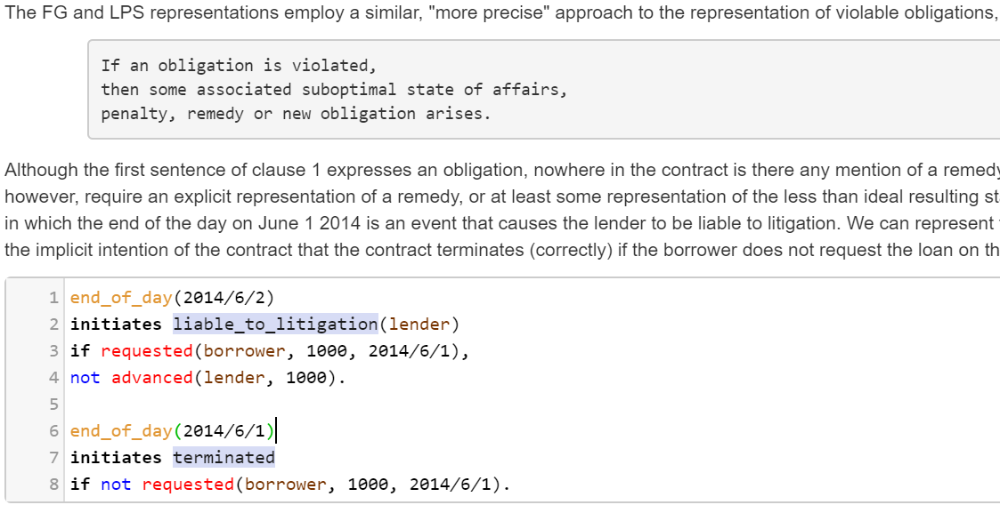 The FG and LPS representations employ a similar, "more precise" approach to the representation of violable obligations,
If an obligation is violated,
then some associated suboptimal state of affairs,
penalty, remedy or new obligation arises.
Although the first sentence of clause 1 expresses an obligation, nowhere in the contract is there any mention of a remedy
however, require an explicit representation of a remedy, or at least some representation of the less than ideal resulting st
in which the end of the day on June 1 2014 is an event that causes the lender to be liable to litigation. We can represent
the implicit intention of the contract that the contract terminates (correctly) if the borrower does not request the loan on th
1 end_of_day(2014/6/2)
2 initiates liable_to_litigation(lender)
3 if requested(borrower, 1000, 2014/6/1),
4 not advanced(lender, 1000).
5
6 end_of_day(2014/6/1)
7 initiates terminated
8 if not requested(borrower, 1000, 2014/6/1).